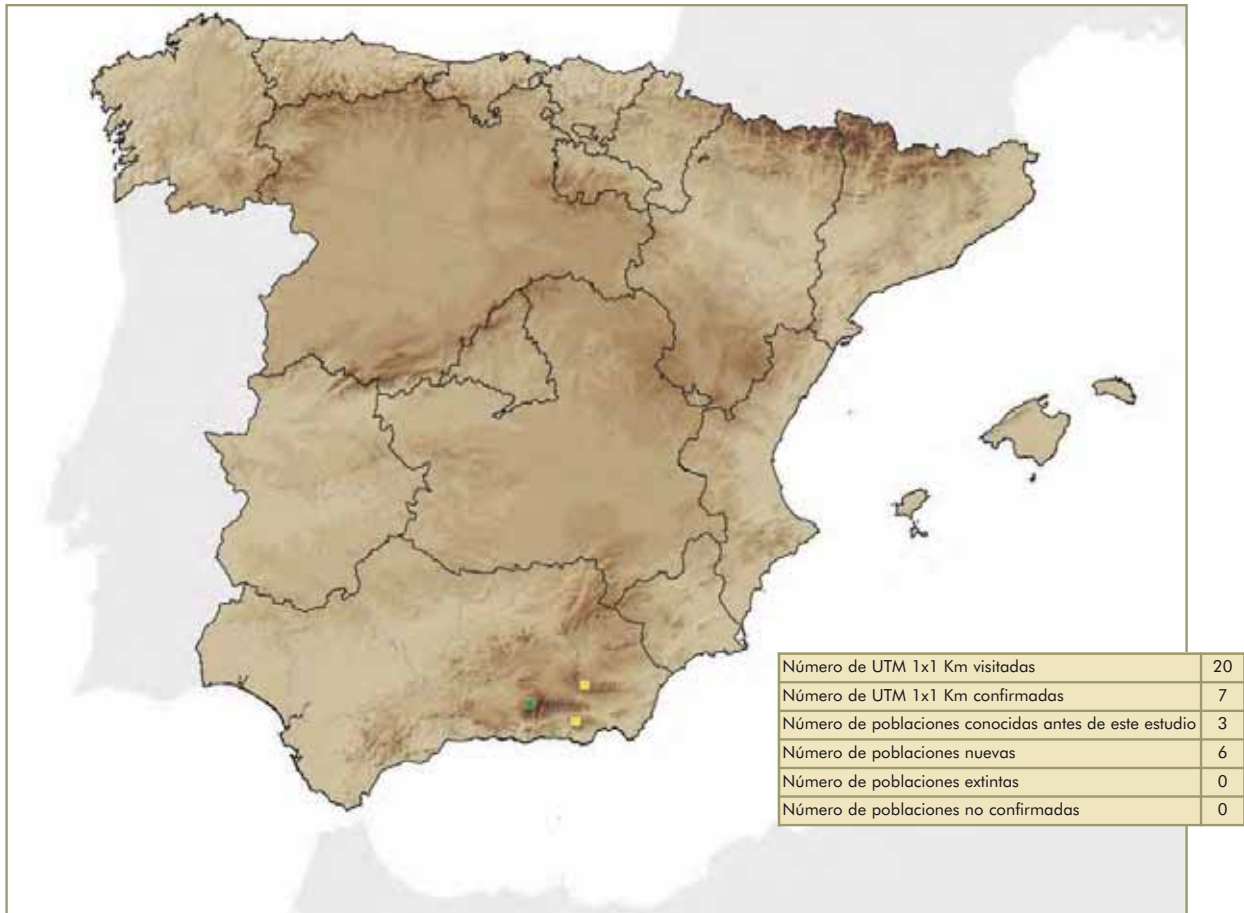 Número de UTM 1x1 Km visitadas 20
Número de UTM 1x1 Km confirmadas 7
Número de poblaciones conocidas antes de este estudio 3
Número de poblaciones nuevas 6
Número de poblaciones extintas 0
Número de poblaciones no confirmadas 0